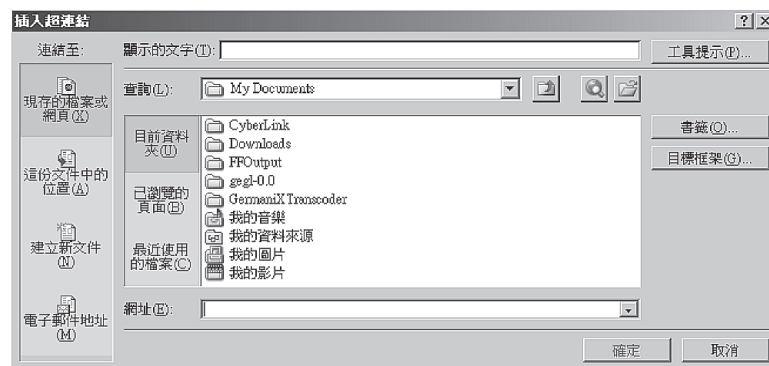 插入超連結
連結至:
顯示的文字(T):
工具提示(P)...
現存的檔案或
網頁(X)
查詢(L):
My Documents
目前資料
夾(U)
CyberLink
Downloads
FFOutput
gegl-0.0
GermaniX Transcoder
我的音樂
我的資料來源
我的圖片
我的影片
書籤(O)...
目標框架(G)...
這份文件中的
位置(A)
已瀏覽的
頁面(B)
建立新文件
(N)
最近使用
的檔案(C)
電子郵件地址
(M)
網址(E):
確定
取消